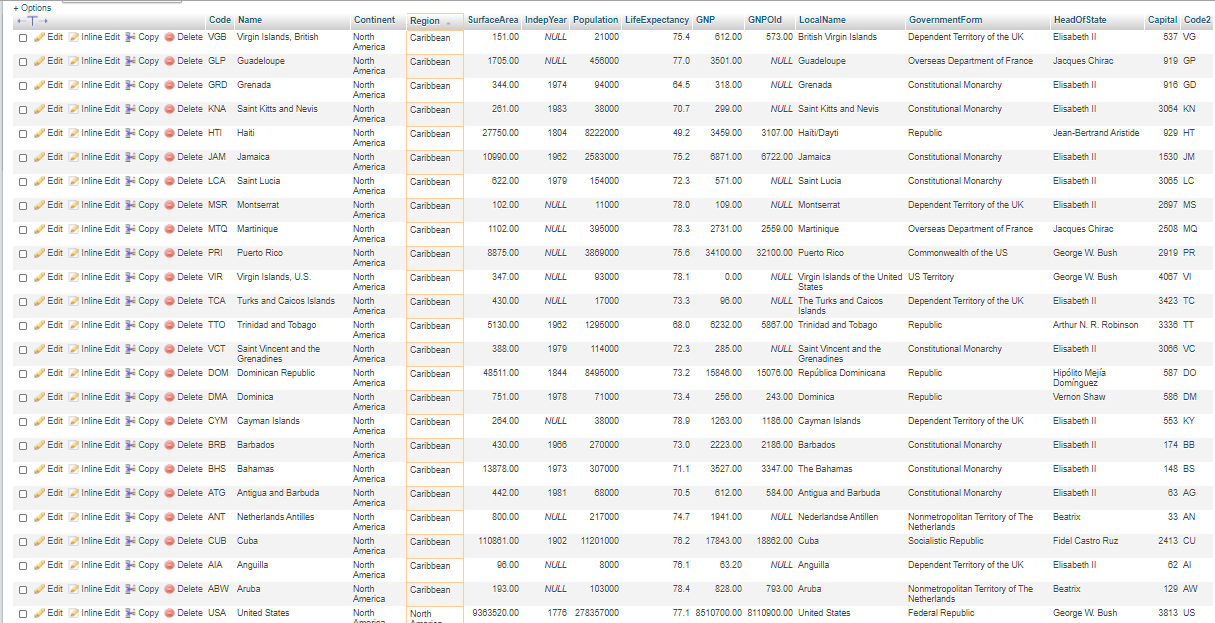 + Options
←T→ Code Name Continent Region SurfaceArea IndepYear Population LifeExpectancy GNP GNPOld LocalName GovernmentForm HeadOfState Capital Code2
Edit Inline Edit Copy Delete VGB Virgin Islands, British North America Caribbean 151.00 NULL 21000 75.4 612.00 573.00 British Virgin Islands Dependent Territory of the UK Elisabeth II 537 VG
Edit Inline Edit Copy Delete GLP Guadeloupe North America Caribbean 1705.00 NULL 456000 77.0 3501.00 NULL Guadeloupe Overseas Department of France Jacques Chirac 919 GP
Edit Inline Edit Copy Delete GRD Grenada North America Caribbean 344.00 1974 94000 64.5 318.00 NULL Grenada Constitutional Monarchy Elisabeth II 916 GD
Edit Inline Edit Copy Delete KNA Saint Kitts and Nevis North America Caribbean 261.00 1983 38000 70.7 299.00 NULL Saint Kitts and Nevis Constitutional Monarchy Elisabeth II 3064 KN
Edit Inline Edit Copy Delete HTI Haiti North America Caribbean 27750.00 1804 8222000 49.2 3459.00 3107.00 Haïti/Dayti Republic Jean-Bertrand Aristide 929 HT
Edit Inline Edit Copy Delete JAM Jamaica North America Caribbean 10990.00 1962 2583000 75.2 6871.00 6722.00 Jamaica Constitutional Monarchy Elisabeth II 1530 JM
Edit Inline Edit Copy Delete LCA Saint Lucia North America Caribbean 622.00 1979 154000 72.3 571.00 NULL Saint Lucia Constitutional Monarchy Elisabeth II 3065 LC
Edit Inline Edit Copy Delete MSR Montserrat North America Caribbean 102.00 NULL 11000 78.0 109.00 NULL Montserrat Dependent Territory of the UK Elisabeth II 2697 MS
Edit Inline Edit Copy Delete MTQ Martinique North America Caribbean 1102.00 NULL 395000 78.3 2731.00 2559.00 Martinique Overseas Department of France Jacques Chirac 2508 MQ
Edit Inline Edit Copy Delete PRI Puerto Rico North America Caribbean 8875.00 NULL 3869000 75.6 34100.00 32100.00 Puerto Rico Commonwealth of the US George W. Bush 2919 PR
Edit Inline Edit Copy Delete VIR Virgin Islands, U.S. North America Caribbean 347.00 NULL 93000 78.1 0.00 NULL Virgin Islands of the United States US Territory George W. Bush 4067 VI
Edit Inline Edit Copy Delete TCA Turks and Caicos Islands North America Caribbean 430.00 NULL 17000 73.3 96.00 NULL The Turks and Caicos Islands Dependent Territory of the UK Elisabeth II 3423 TC
Edit Inline Edit Copy Delete TTO Trinidad and Tobago North America Caribbean 5130.00 1962 1295000 68.0 6232.00 5867.00 Trinidad and Tobago Republic Arthur N. R. Robinson 3336 TT
Edit Inline Edit Copy Delete VCT Saint Vincent and the Grenadines North America Caribbean 388.00 1979 114000 72.3 285.00 NULL Saint Vincent and the Grenadines Constitutional Monarchy Elisabeth II 3066 VC
Edit Inline Edit Copy Delete DOM Dominican Republic North America Caribbean 48511.00 1844 8495000 73.2 15846.00 15076.00 República Dominicana Republic Hipólito Mejía Domínguez 587 DO
Edit Inline Edit Copy Delete DMA Dominica North America Caribbean 751.00 1978 71000 73.4 256.00 243.00 Dominica Republic Vernon Shaw 586 DM
Edit Inline Edit Copy Delete CYM Cayman Islands North America Caribbean 264.00 NULL 38000 78.9 1263.00 1186.00 Cayman Islands Dependent Territory of the UK Elisabeth II 553 KY
Edit Inline Edit Copy Delete BRB Barbados North America Caribbean 430.00 1966 270000 73.0 2223.00 2186.00 Barbados Constitutional Monarchy Elisabeth II 174 BB
Edit Inline Edit Copy Delete BHS Bahamas North America Caribbean 13878.00 1973 307000 71.1 3527.00 3347.00 The Bahamas Constitutional Monarchy Elisabeth II 148 BS
Edit Inline Edit Copy Delete ATG Antigua and Barbuda North America Caribbean 442.00 1981 68000 70.5 612.00 584.00 Antigua and Barbuda Constitutional Monarchy Elisabeth II 63 AG
Edit Inline Edit Copy Delete ANT Netherlands Antilles North America Caribbean 800.00 NULL 217000 74.7 1941.00 NULL Nederlandse Antillen Nonmetropolitan Territory of The Netherlands Beatrix 33 AN
Edit Inline Edit Copy Delete CUB Cuba North America Caribbean 110861.00 1902 11201000 76.2 17843.00 18862.00 Cuba Socialistic Republic Fidel Castro Ruz 2413 CU
Edit Inline Edit Copy Delete AIA Anguilla North America Caribbean 96.00 NULL 8000 76.1 63.20 NULL Anguilla Dependent Territory of the UK Elisabeth II 62 AI
Edit Inline Edit Copy Delete ABW Aruba North America Caribbean 193.00 NULL 103000 78.4 828.00 793.00 Aruba Nonmetropolitan Territory of The Netherlands Beatrix 129 AW
Edit Inline Edit Copy Delete USA United States North America North America 9363520.00 1776 278357000 77.1 8510700.00 8110900.00 United States Federal Republic George W. Bush 3813 US